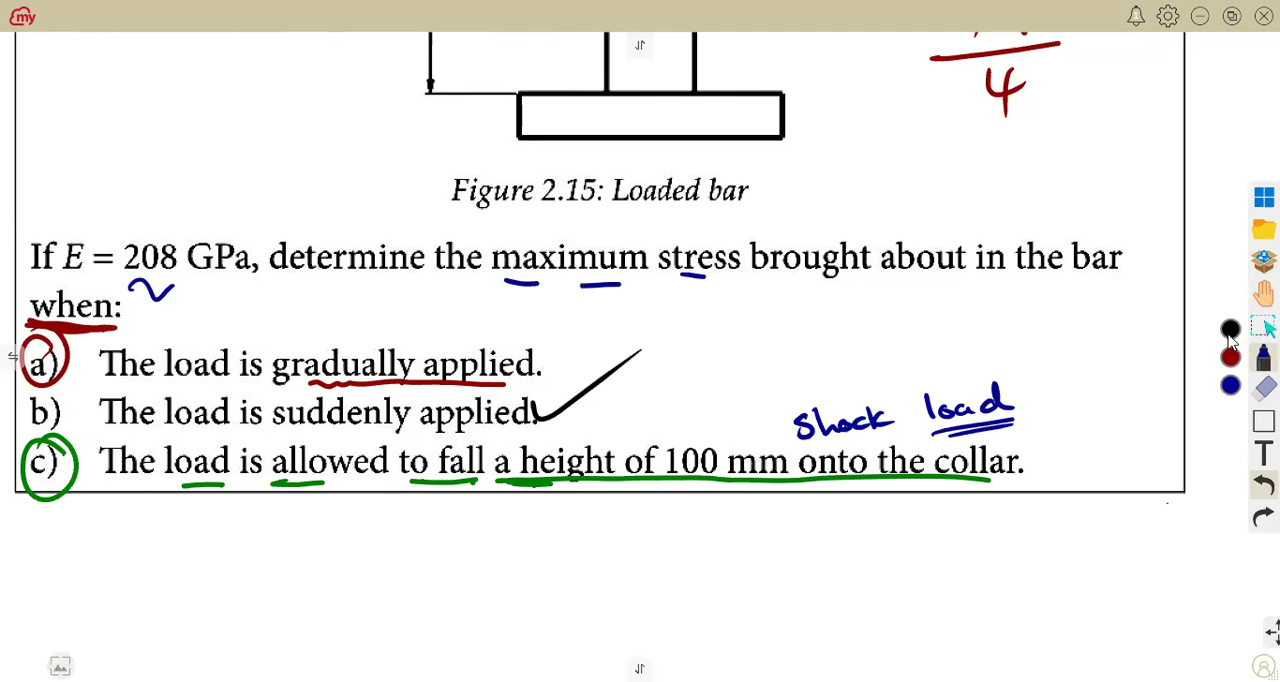 my
4
Figure 2.15: Loaded bar
If E = 208 GPa, determine the maximum stress brought about in the bar
when:
a) The load is gradually applied.
b) The load is suddenly applied.
shock load
c) The load is allowed to fall a height of 100 mm onto the collar.
T